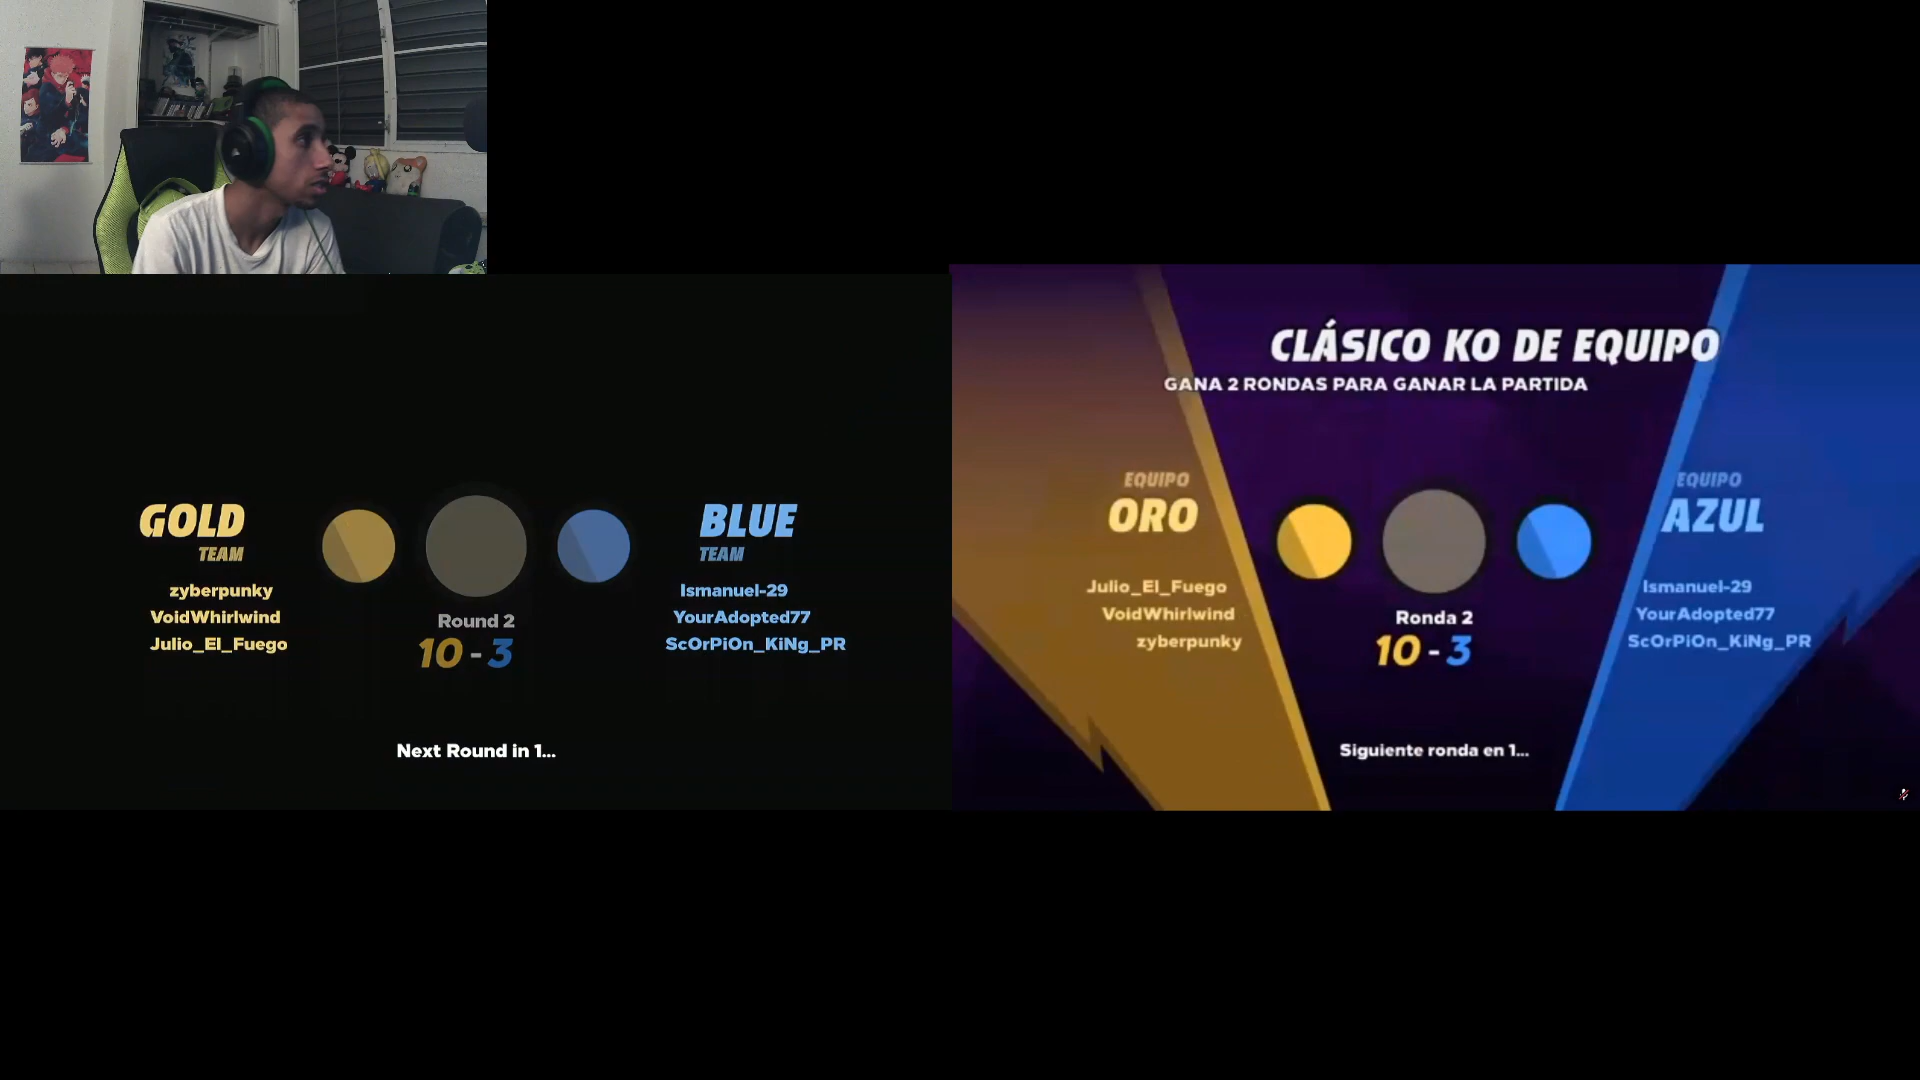 GOLD
TEAM
zyberpunky
VoidWhirlwind
Julio_El_Fuego
Round 2
10 - 3
BLUE
TEAM
Ismanuel-29
YourAdopted77
ScOrPiOn_KiNg_PR
Next Round in 1...
CLÁSICO KO DE EQUIPO
GANA 2 RONDAS PARA GANAR LA PARTIDA
EQUIPO
ORO
Julio_El_Fuego
VoidWhirlwind
zyberpunky
Ronda 2
10 - 3
EQUIPO
AZUL
Ismanuel-29
YourAdopted77
ScOrPiOn_KiNg_PR
Siguiente ronda en 1...